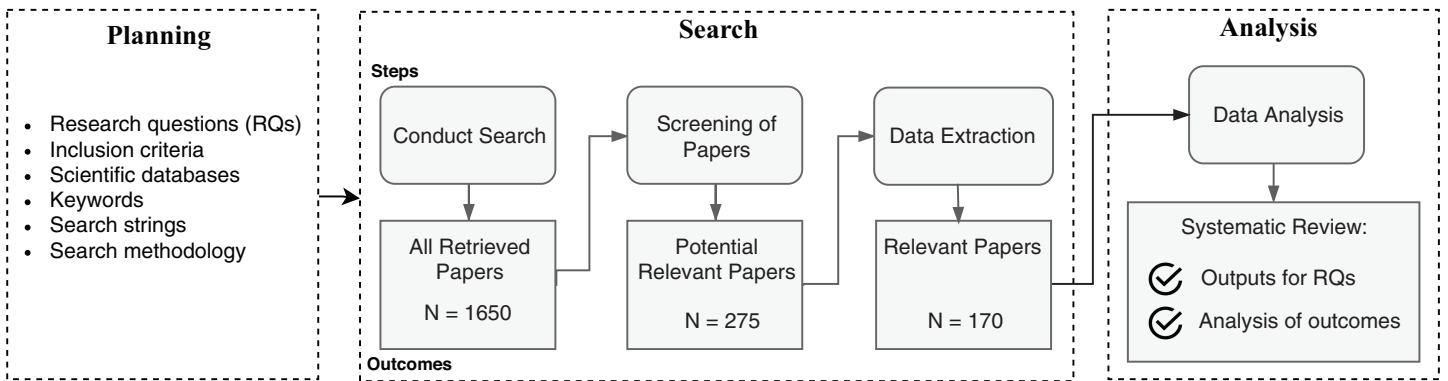 Planning
• Research questions (RQs)
• Inclusion criteria
• Scientific databases
• Keywords
• Search strings
• Search methodology
Search
Steps
Conduct Search
All Retrieved
Papers
N = 1650
Screening of
Papers
Potential
Relevant Papers
N = 275
Data Extraction
Relevant Papers
N = 170
Outcomes
Analysis
Data Analysis
Systematic Review:
Outputs for RQs
Analysis of outcomes